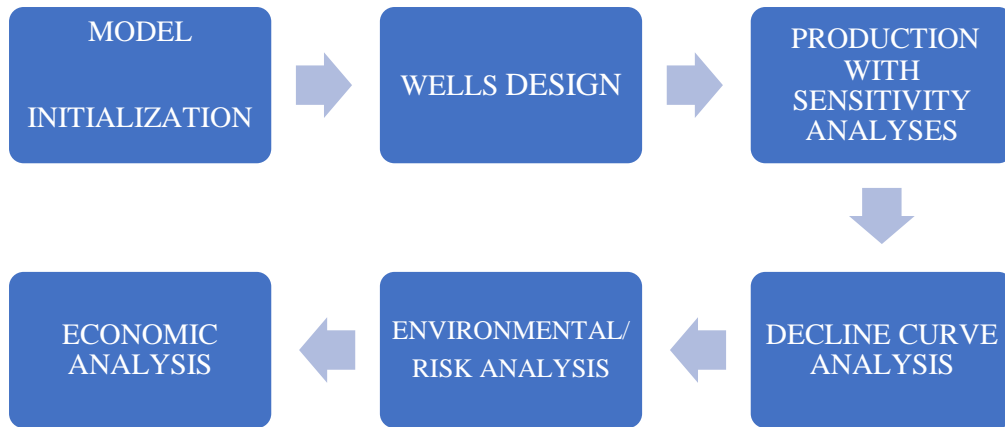 MODEL
INITIALIZATION
WELLS DESIGN
PRODUCTION
WITH
SENSITIVITY
ANALYSES
DECLINE CURVE
ANALYSIS
ENVIRONMENTAL/
RISK ANALYSIS
ECONOMIC
ANALYSIS